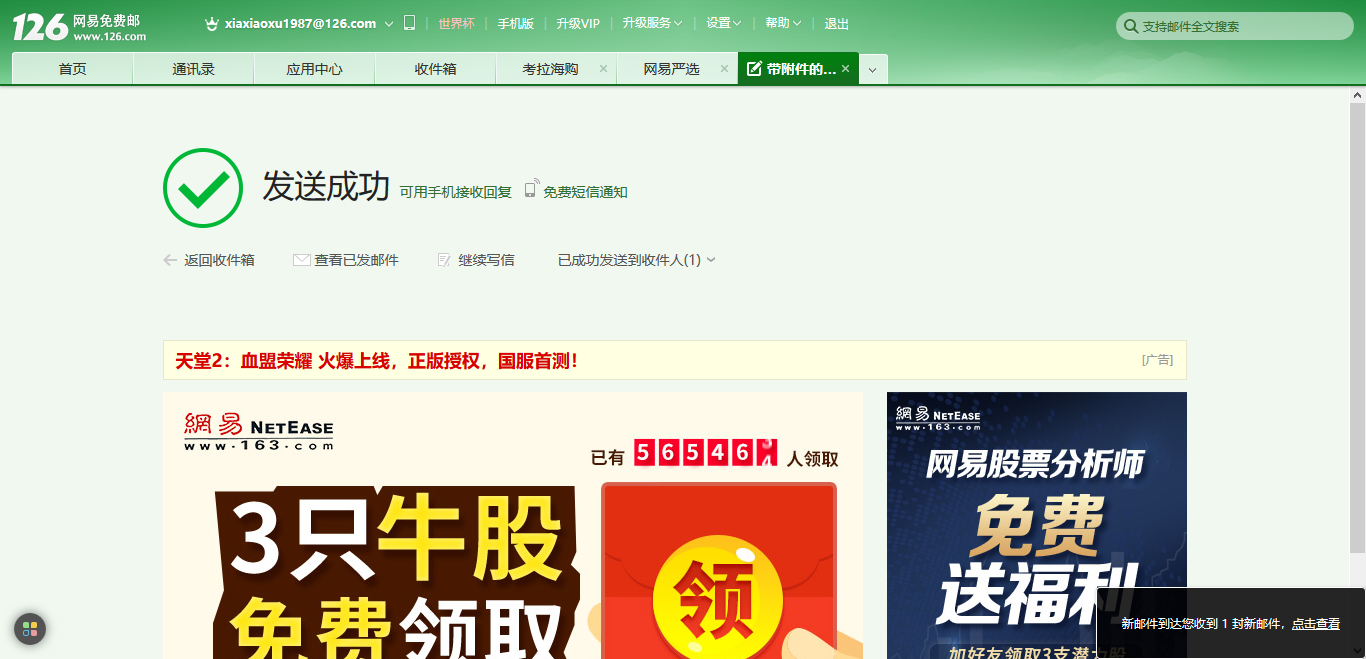 126 网易免费邮
www.126.com
xiaxiaoxu1987@126.com 世界杯 手机版 升级VIP 升级服务 设置 帮助 退出
支持邮件全文搜索
首页 通讯录 应用中心 收件箱 考拉海购 网易严选 带附件的...
发送成功 可用手机接收回复 免费短信通知
返回收件箱 查看已发邮件 继续写信 已成功发送到收件人(1)
天堂2：血盟荣耀 火爆上线，正版授权，国服首测！ [广告]
網易 NETEASE
www.163.com
已有 56546 人领取
3只牛股
免费领取
领
網易 NETEASE
www.163.com
网易股票分析师
免费
送福利
加好友领取3支潜力股
新邮件到达您收到 1 封新邮件，点击查看